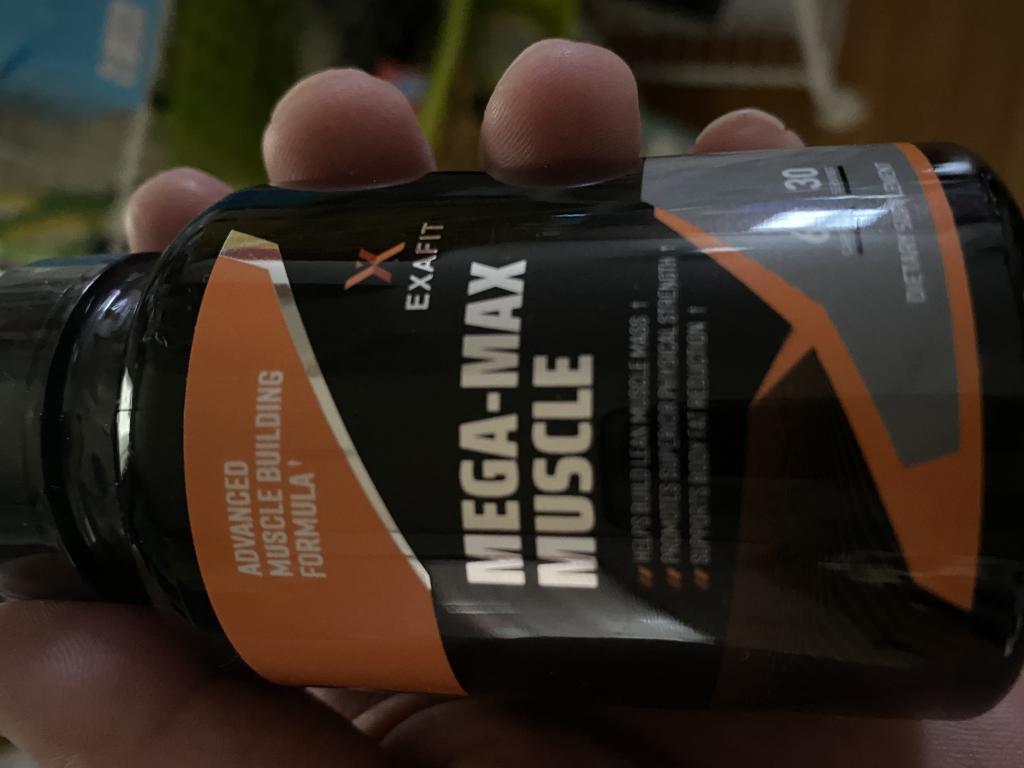 ADVANCED
MUSCLE BUILDING
FORMULA†
EXAFIT
MEGA-MAX
MUSCLE
HELPS BUILD LEAN MUSCLE MASS †
PROMOTES SUPERIOR PHYSICAL STRENGTH †
SUPPORTS BODY FAT REDUCTION †
30
DIETARY SUPPLEMENT